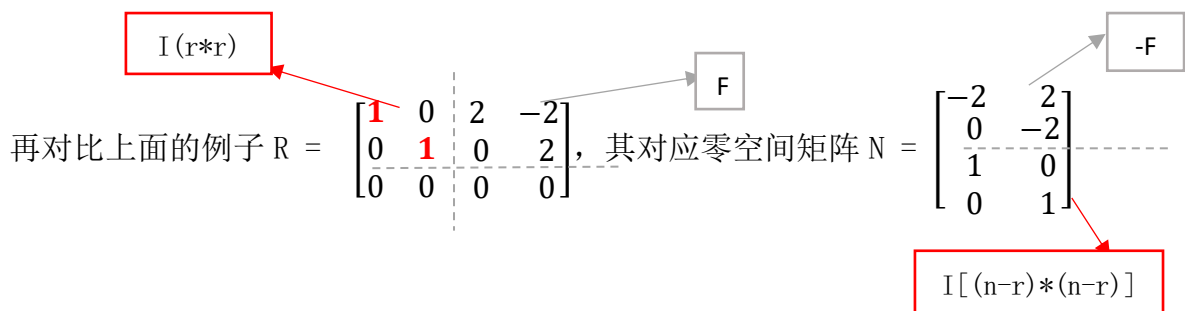 I(r*r)
-F
F
再对比上面的例子 R = [1 0 2 −2
0 1 0 2
0 0 0 0], 其对应零空间矩阵 N = [−2 2
0 −2
1 0
0 1]
I[(n-r)*(n-r)]